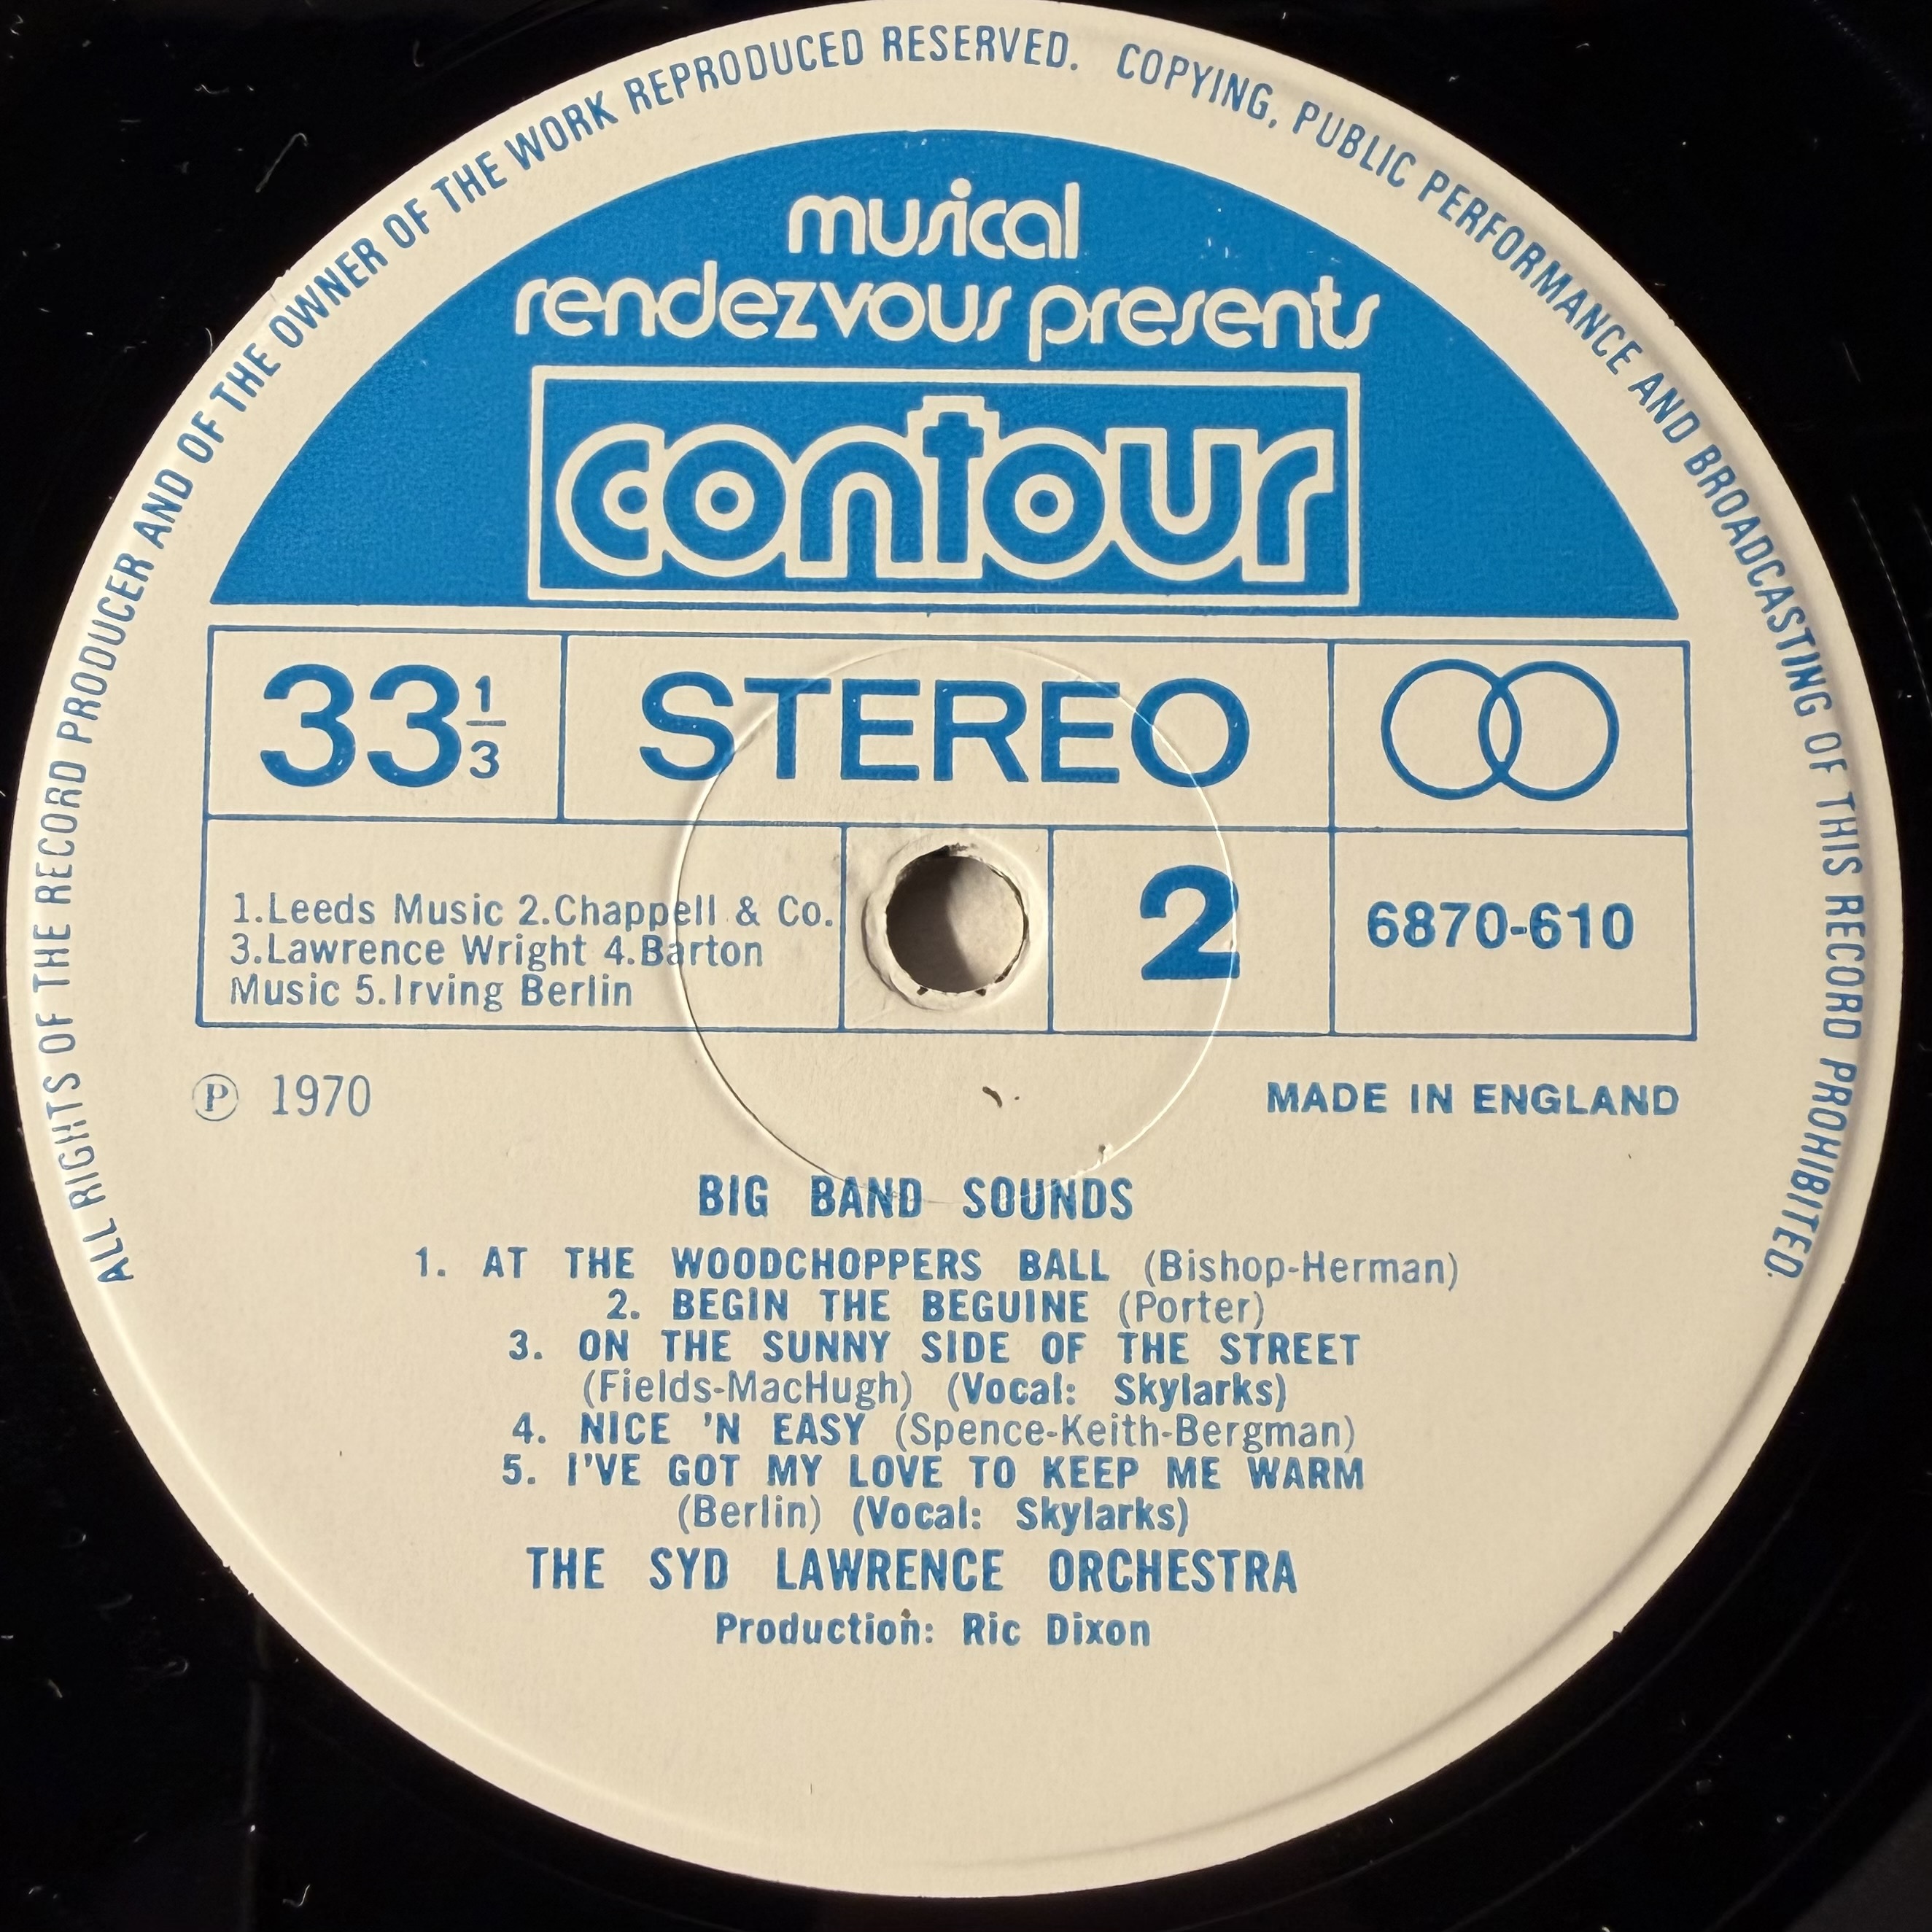 ALL RIGHTS OF THE RECORD PRODUCER AND OF THE OWNER OF THE WORK REPRODUCED RESERVED. COPYING, PUBLIC PERFORMANCE AND BROADCASTING OF THIS RECORD PROHIBITED.
musical
rendezvous presents
contour
33 1/3 STEREO
1.Leeds Music 2.Chappell & Co.
3.Lawrence Wright 4.Barton
Music 5.Irving Berlin
2
6870-610
Ⓟ 1970
MADE IN ENGLAND
BIG BAND SOUNDS
1. AT THE WOODCHOPPERS BALL (Bishop-Herman)
2. BEGIN THE BEGUINE (Porter)
3. ON THE SUNNY SIDE OF THE STREET
(Fields-MacHugh) (Vocal: Skylarks)
4. NICE 'N EASY (Spence-Keith-Bergman)
5. I'VE GOT MY LOVE TO KEEP ME WARM
(Berlin) (Vocal: Skylarks)
THE SYD LAWRENCE ORCHESTRA
Production: Ric Dixon